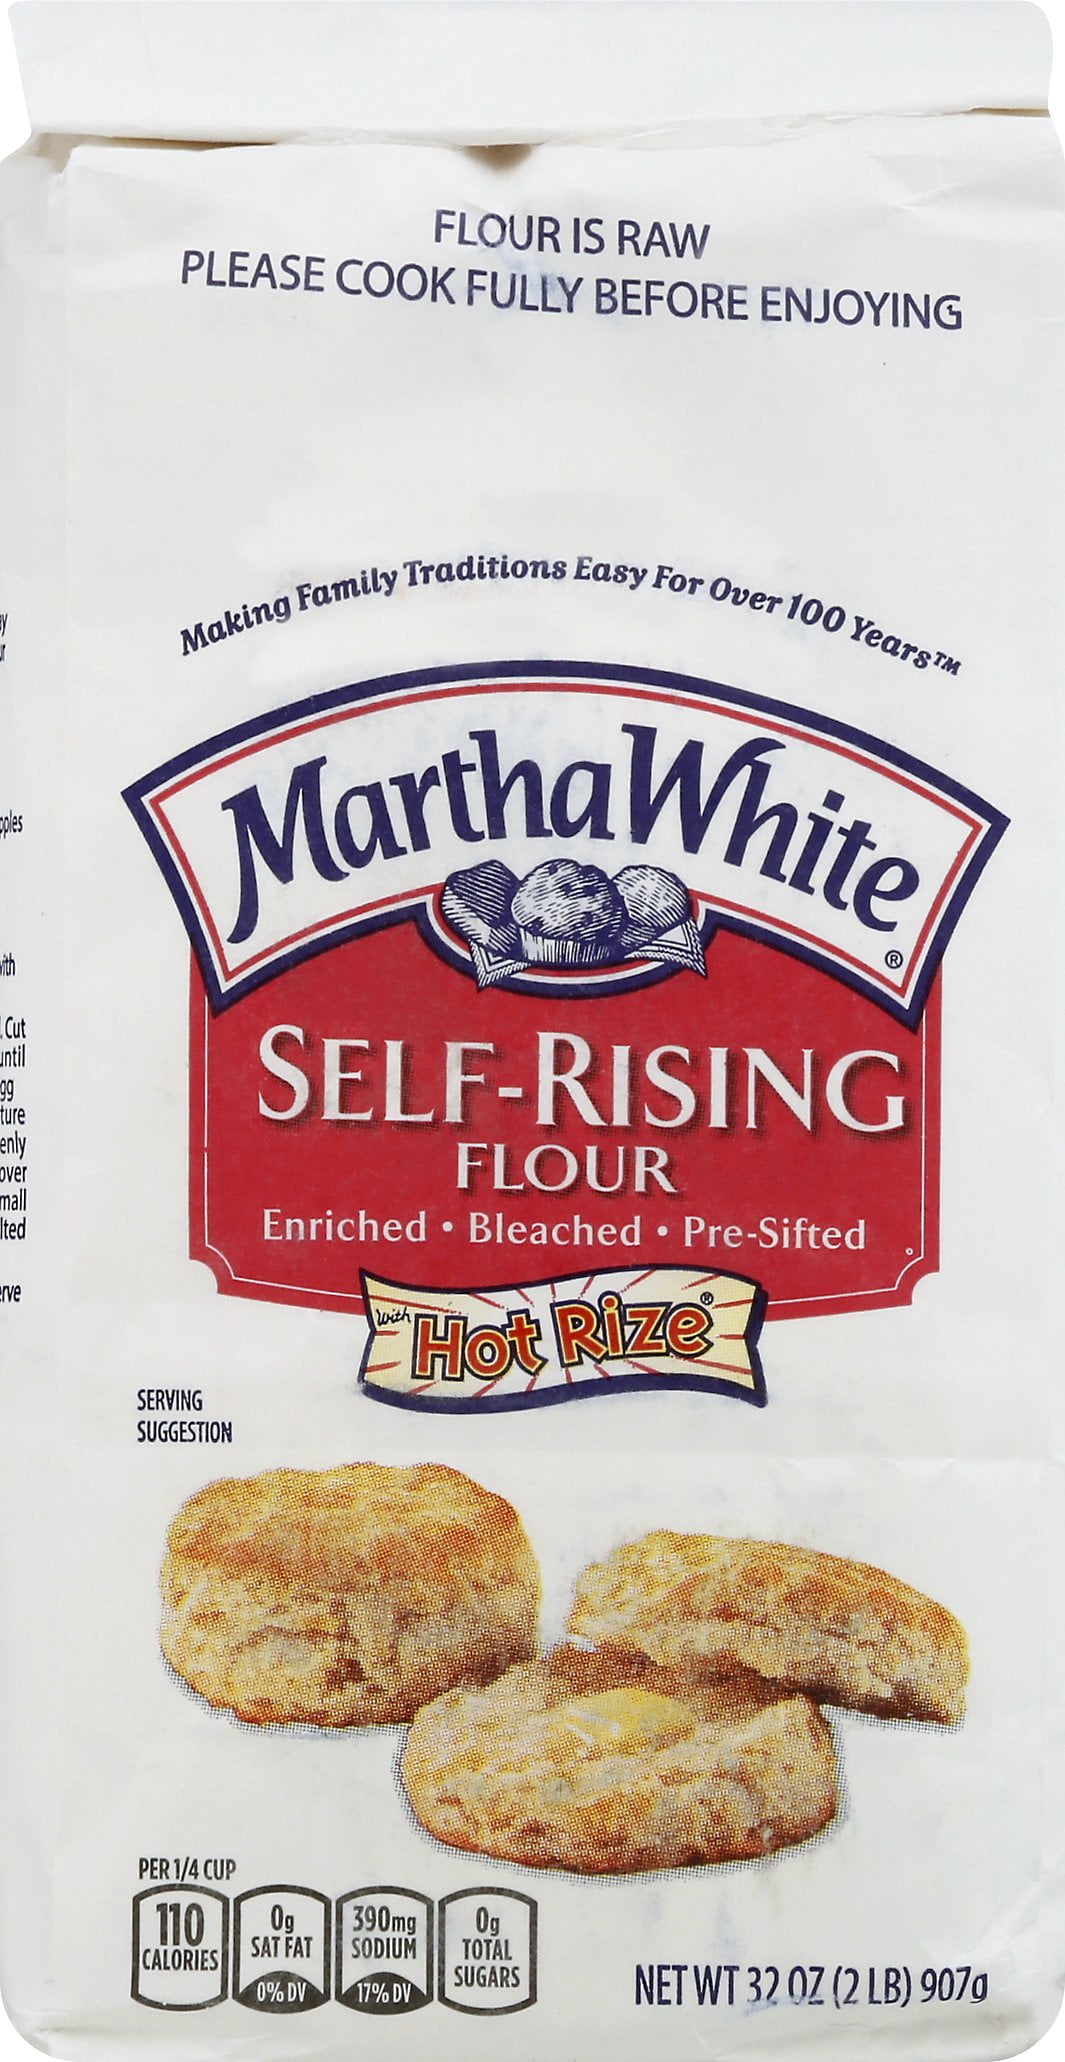 FLOUR IS RAW
PLEASE COOK FULLY BEFORE ENJOYING
Making Family Traditions Easy For Over 100 Years™
Martha White®
SELF-RISING
FLOUR
Enriched • Bleached • Pre-Sifted
with Hot Rize®
SERVING
SUGGESTION
PER 1/4 CUP
110
CALORIES
0g
SAT FAT
0% DV
390mg
SODIUM
17% DV
0g
TOTAL
SUGARS
NET WT 32 OZ (2 LB) 907g
Cut